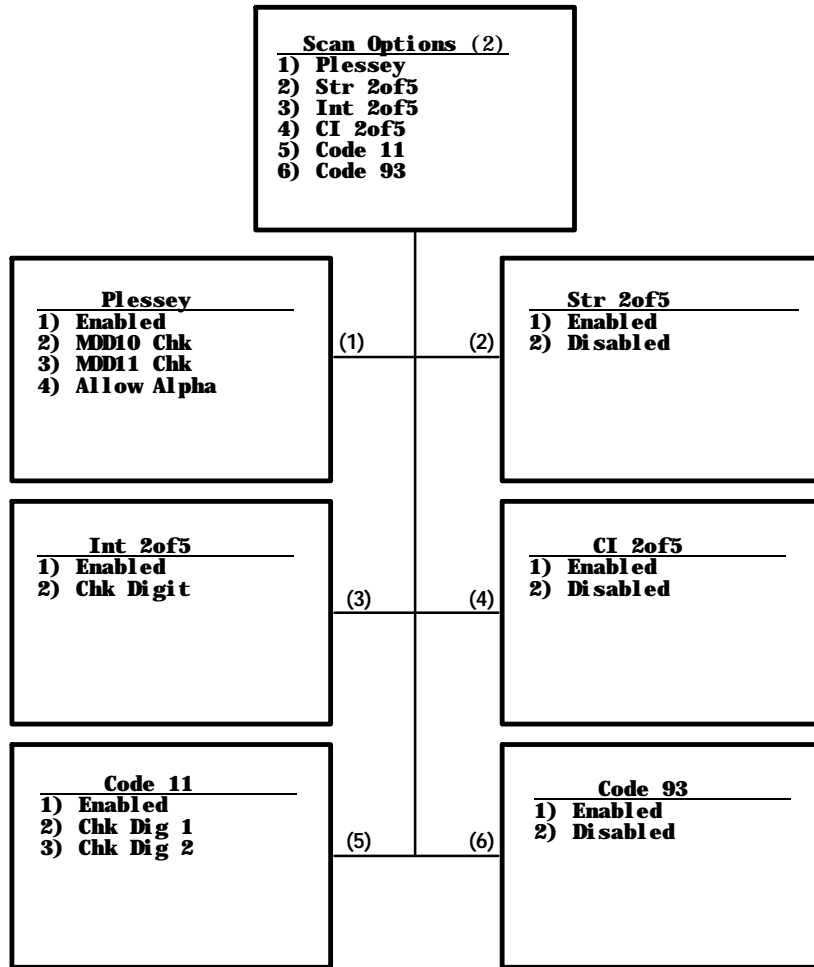 Scan Options (2)
1) Plessey
2) Str 2of5
3) Int 2of5
4) CI 2of5
5) Code 11
6) Code 93
Plessey
1) Enabled
2) MOD10 Chk
3) MOD11 Chk
4) Allow Alpha
(1)
(2)
Str 2of5
1) Enabled
2) Disabled
Int 2of5
1) Enabled
2) Chk Digit
(3)
(4)
CI 2of5
1) Enabled
2) Disabled
Code 11
1) Enabled
2) Chk Dig 1
3) Chk Dig 2
(5)
(6)
Code 93
1) Enabled
2) Disabled